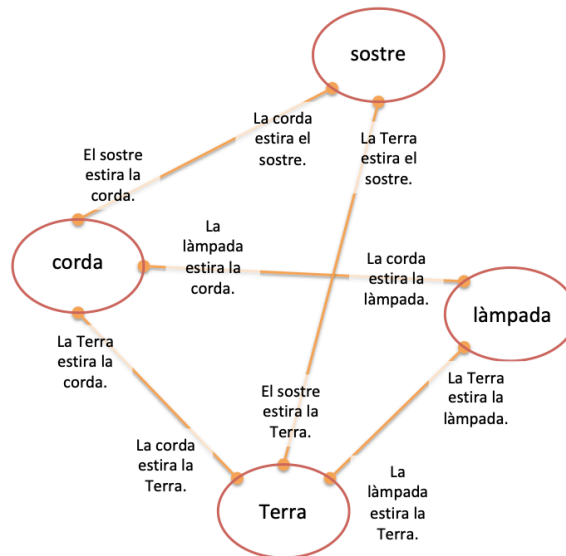 sostre
La corda
estira el
sostre.
La Terra
estira el
sostre.
El sostre
estira la
corda.
La
làmpada
estira la
corda.
corda
La corda
estira la
làmpada.
làmpada
La Terra
estira la
corda.
El sostre
estira la
Terra.
La Terra
estira la
làmpada.
La corda
estira la
Terra.
La
làmpada
estira la
Terra.
Terra